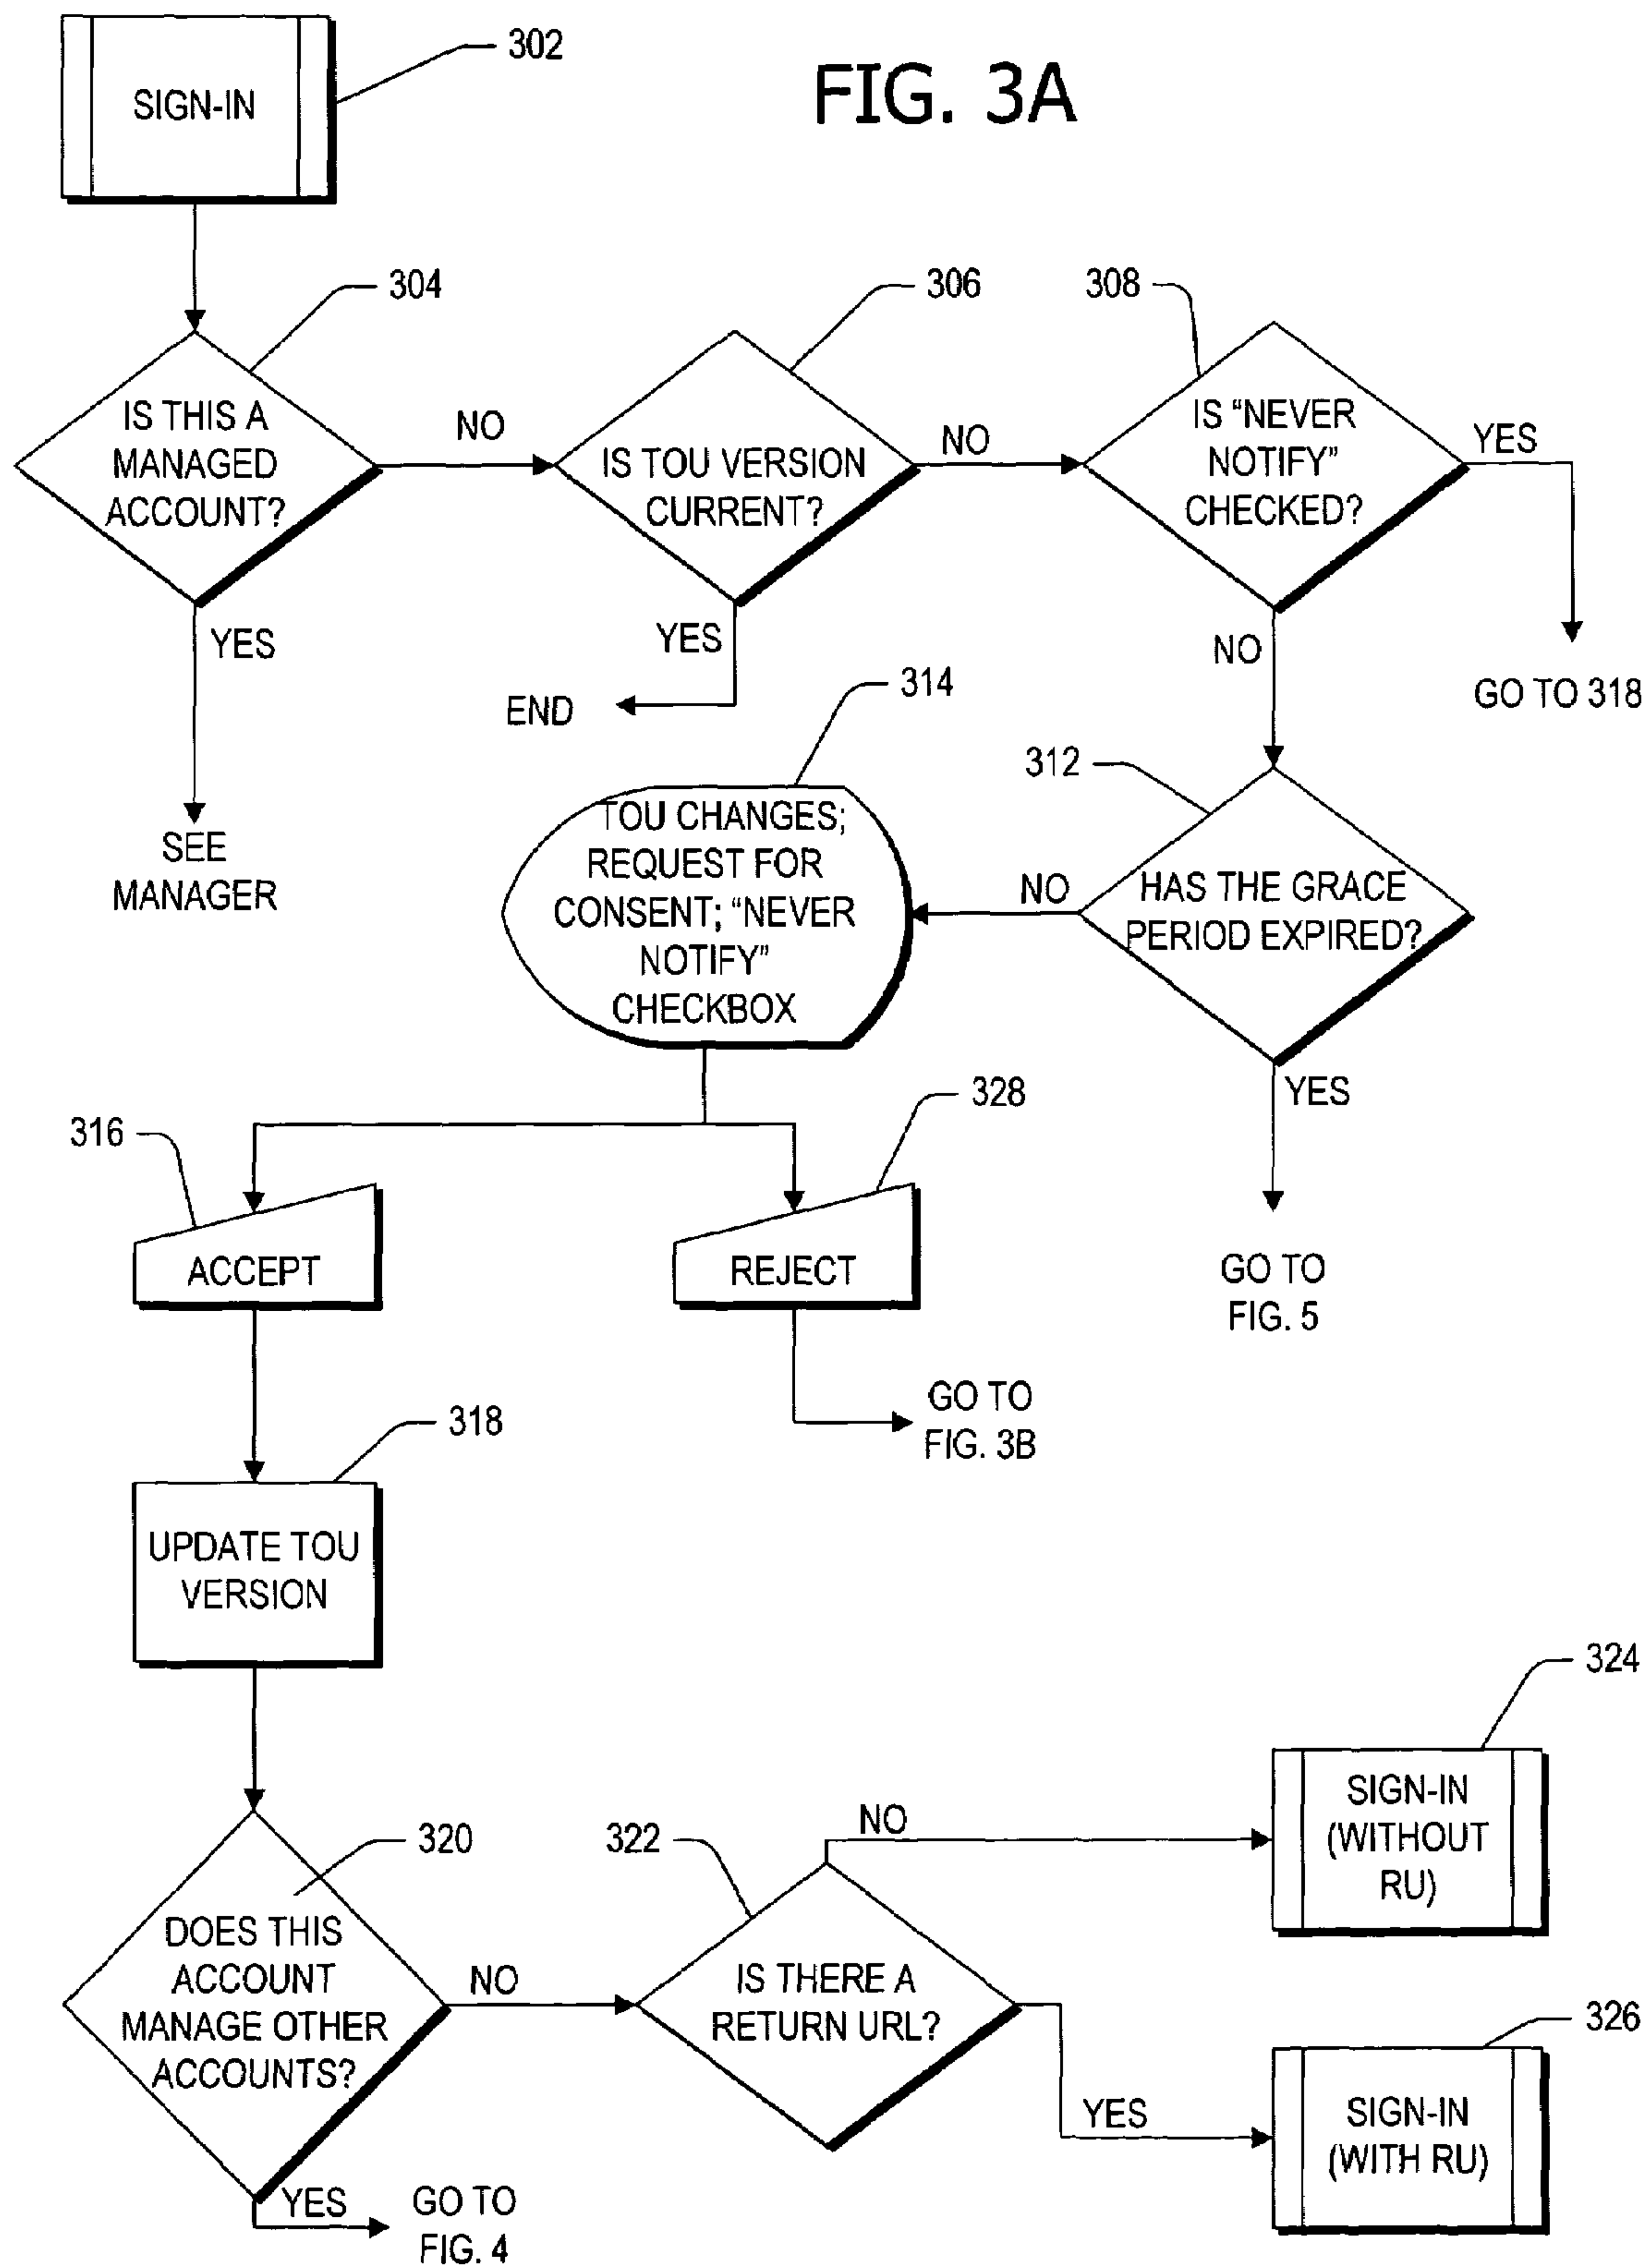 302
FIG. 3A
SIGN-IN
304
306
308
IS THIS A
MANAGED
ACCOUNT?
NO
IS TOU VERSION
CURRENT?
NO
IS “NEVER
NOTIFY”
CHECKED?
YES
YES
YES
NO
END
GO TO 318
SEE
MANAGER
314
312
TOU CHANGES;
REQUEST FOR
CONSENT; “NEVER
NOTIFY”
CHECKBOX
NO
HAS THE GRACE
PERIOD EXPIRED?
YES
316
328
ACCEPT
REJECT
GO TO
FIG. 5
GO TO
FIG. 3B
318
UPDATE TOU
VERSION
324
320
322
NO
SIGN-IN
(WITHOUT
RU)
DOES THIS
ACCOUNT
MANAGE OTHER
ACCOUNTS?
NO
IS THERE A
RETURN URL?
326
YES
SIGN-IN
(WITH RU)
YES
GO TO
FIG. 4